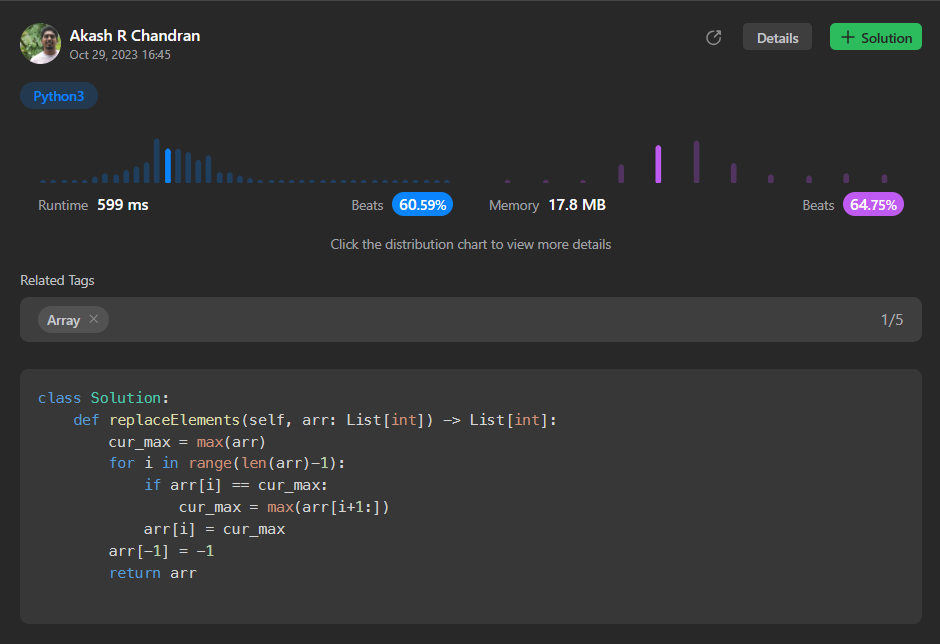 Akash R Chandran
Oct 29, 2023 16:45
Details
+ Solution
Python3
Runtime 599 ms
Beats 60.59%
Memory 17.8 MB
Beats 64.75%
Click the distribution chart to view more details
Related Tags
Array ×
1/5
class Solution:
    def replaceElements(self, arr: List[int]) -> List[int]:
        cur_max = max(arr)
        for i in range(len(arr)-1):
            if arr[i] == cur_max:
                cur_max = max(arr[i+1:])
            arr[i] = cur_max
        arr[-1] = -1
        return arr